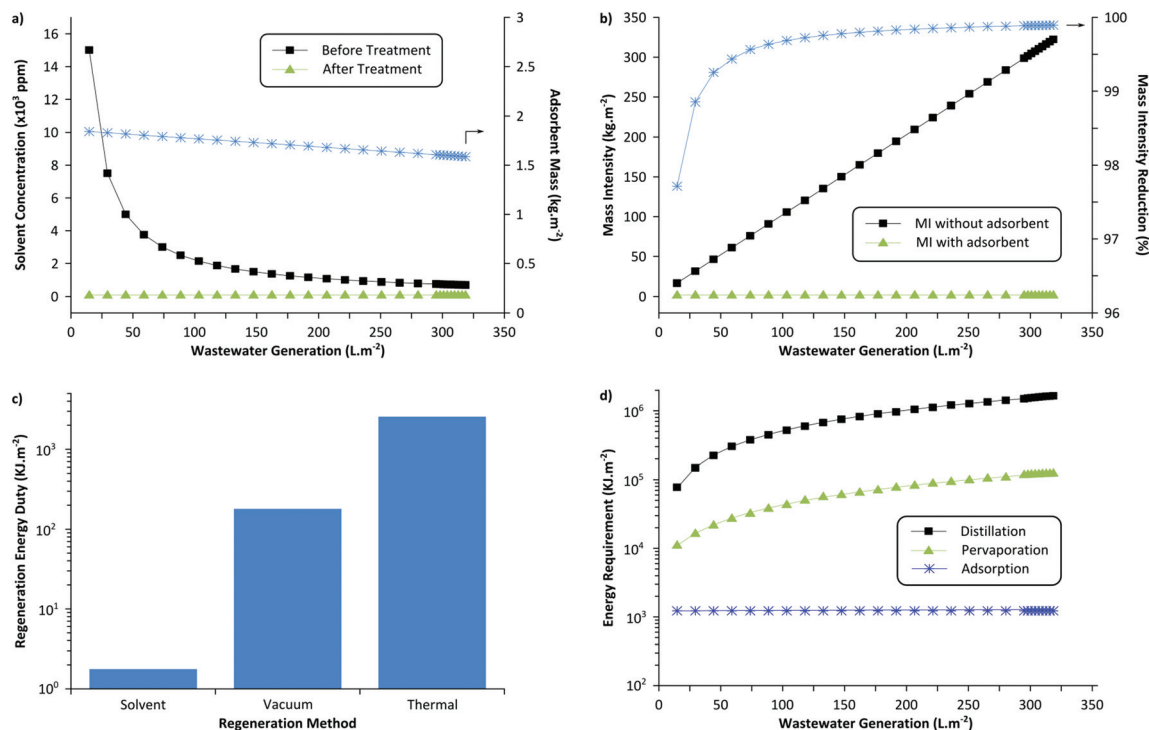 a)
Solvent Concentration (x10³ ppm)
16
14
12
10
8
6
4
2
0
Before Treatment
After Treatment
3
2.5
2
1.5
1
0.5
0
Adsorbent Mass (kg.m⁻²)
0 50 100 150 200 250 300 350
Wastewater Generation (L.m⁻²)
b)
Mass Intensity (kg.m⁻²)
350
300
250
200
150
100
50
0
MI without adsorbent
MI with adsorbent
100
99
98
97
96
Mass Intensity Reduction
(%)
0 50 100 150 200 250 300 350
Wastewater Generation (L.m⁻²)
c)
Regeneration Energy Duty (KJ.m⁻²)
10³
10²
10¹
10⁰
Solvent Vacuum Thermal
Regeneration Method
d)
Energy Requirement (KJ.m⁻²)
10⁶
10⁵
10⁴
10³
10²
Distillation
Pervaporation
Adsorption
0 50 100 150 200 250 300 350
Wastewater Generation (L.m⁻²)